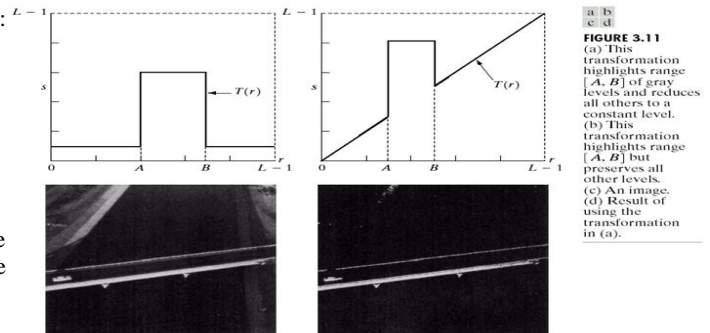 :
L − 1
s
T(r)
0
A
B
r
L − 1
L − 1
s
T(r)
0
A
B
r
L − 1
e
e
a b
c d
FIGURE 3.11
(a) This
transformation
highlights range
[A, B] of gray
levels and reduces
all others to a
constant level.
(b) This
transformation
highlights range
[A, B] but
preserves all
other levels.
(c) An image.
(d) Result of
using the
transformation
in (a).